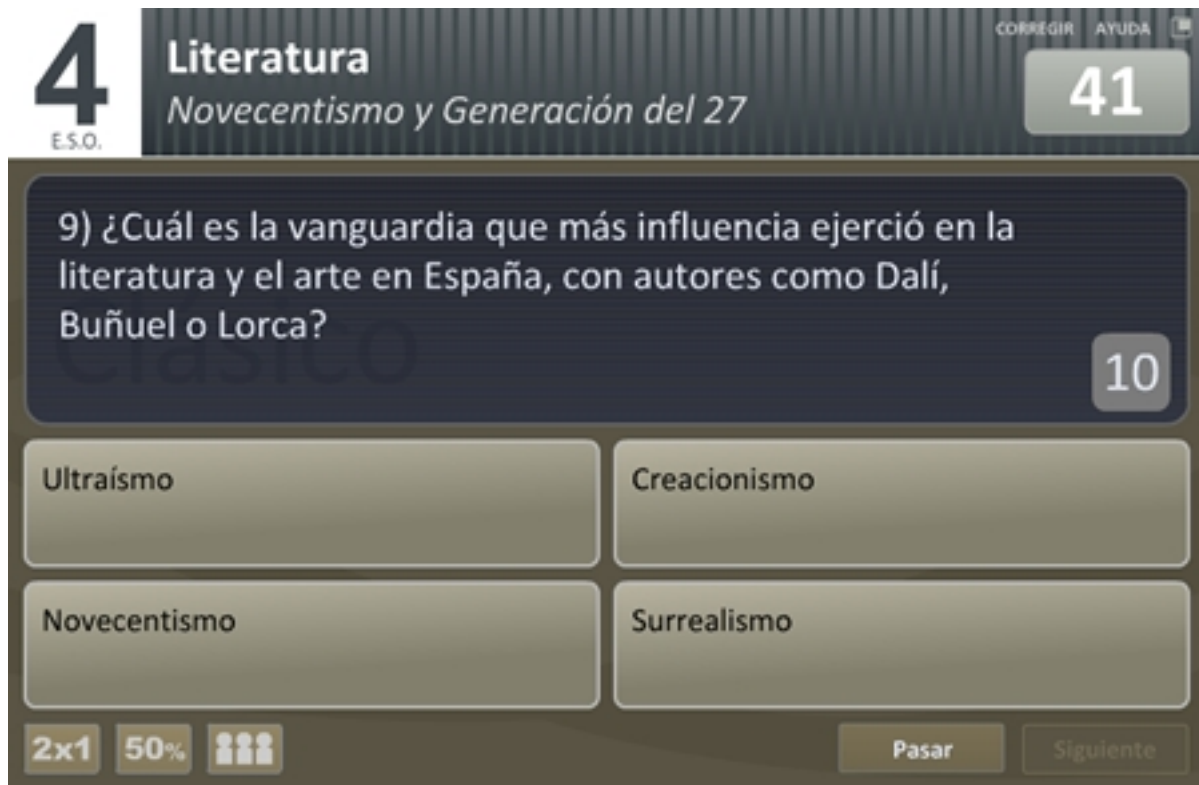 4
E.S.O.
Literatura
Novecentismo y Generación del 27
CORREGIR AYUDA
41
9) ¿Cuál es la vanguardia que más influencia ejerció en la
literatura y el arte en España, con autores como Dalí,
Buñuel o Lorca?
Clásico
10
Ultraísmo
Creacionismo
Novecentismo
Surrealismo
2x1
50%
Pasar
Siguiente